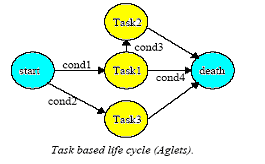 Task2
cond3
start
cond1
Task1
cond4
death
cond2
Task3
Task based life cycle (Aglets).